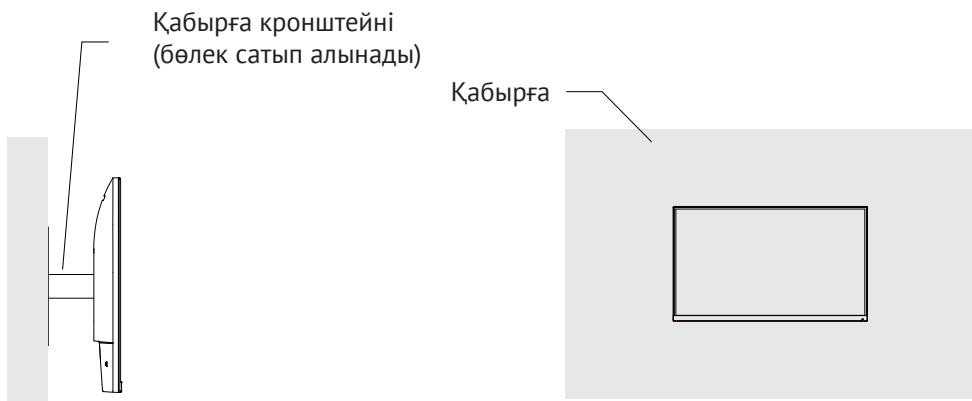 Қабырға кронштейні
(бөлек сатып алынады)
Қабырға